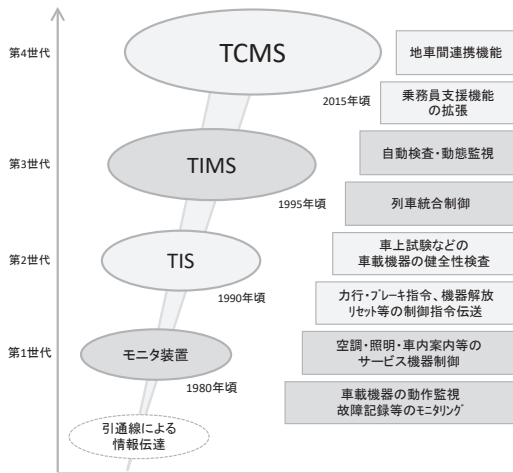 第4世代
TCMS
2015年頃
地車間連携機能
乗務員支援機能
の拡張
第3世代
TIMS
1995年頃
自動検査・動態監視
列車統合制御
第2世代
TIS
1990年頃
車上試験などの
車載機器の健全性検査
力行・ブレーキ指令、機器解放
リセット等の制御指令伝送
第1世代
モニタ装置
1980年頃
空調・照明・車内案内等の
サービス機器制御
車載機器の動作監視
故障記録等のモニタリング
引通線による
情報伝達